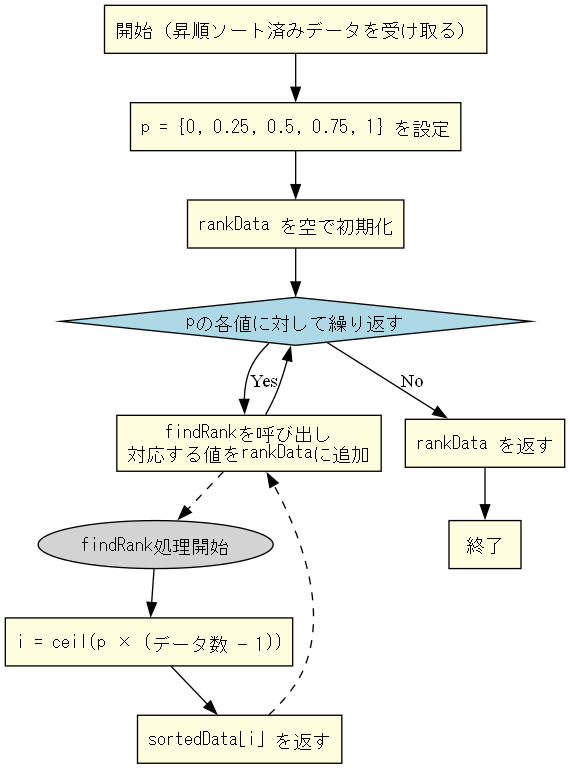 開始（昇順ソート済みデータを受け取る）
p = {0, 0.25, 0.5, 0.75, 1} を設定
rankData を空で初期化
pの各値に対して繰り返す
Yes
No
findRankを呼び出し
対応する値をrankDataに追加
rankData を返す
findRank処理開始
終了
i = ceil(p × (データ数 - 1))
sortedData[i] を返す